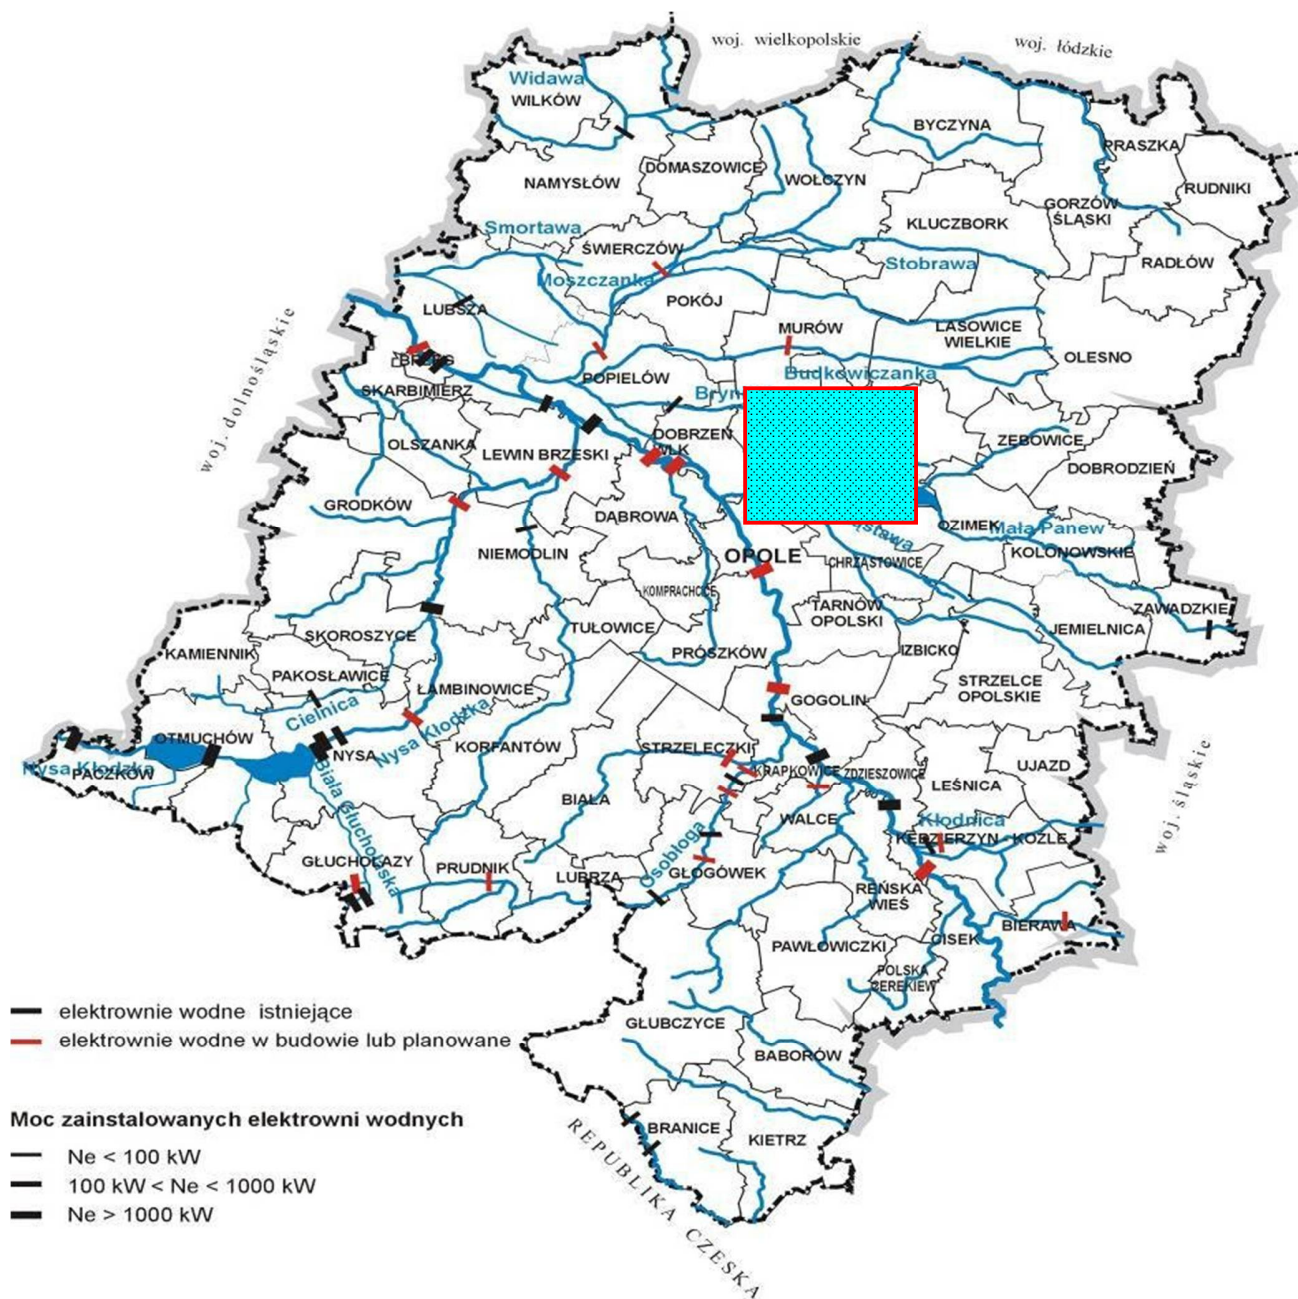 woj. wielkopolskie
woj. łódzkie
Widawa
WILKÓW
BYCZYNA
PRASZKA
DOMASZOWICE
NAMYSŁÓW
WOŁCZYN
RUDNIKI
GORZÓW
ŚLĄSKI
KLUCZBORK
Smortawa
ŚWIERCZÓW
Stobrawa
RADŁÓW
Moszczanka
POKÓJ
LUBSZA
MURÓW
LASOWICE
WIELKIE
OLESNO
woj. dolnośląskie
Budkowiczanka
POPIELÓW
SKARBIMIERZ
Bryn
DOBRZEŃ
WLK
OLSZANKA
LEWIN BRZESKI
ZĘBOWICE
DOBRODZIEŃ
GRODKÓW
DĄBROWA
OZIMEK
Mała Panew
NIEMODLIN
OPOLE
CHRZĄSTOWICE
KOLONOWSKIE
KOMPRACHCICE
TARNÓW
OPOLSKI
ZAWADZKIE
TUŁOWICE
JEMIELNICA
SKOROSZYCE
KAMIENNIK
PRÓSZKÓW
IZBICKO
PAKOSŁAWICE
ŁAMBINOWICE
STRZELCE
OPOLSKIE
GOGOLIN
Cielnica
Nysa Kłodzka
OTMUCHÓW
NYSA
KORFANTÓW
STRZELECZKI
Nysa Kłodzka
PACZKÓW
KRAPKOWICE
ZDZIESZOWICE
UJAZD
LEŚNICA
woj. śląskie
BIAŁA
WALCE
Kłodnica
KĘDZIERZYN - KOŹLE
Biała Głuchołaska
GŁUCHOŁAZY
PRUDNIK
LUBRZA
Osobłoga
GŁOGÓWEK
REŃSKA
WIEŚ
BIERAWA
CISEK
PAWŁOWICZKI
POLSKA
CEREKIEW
GŁUBCZYCE
BABORÓW
BRANICE
KIETRZ
REPUBLIKA CZESKA
elektrownie wodne istniejące
elektrownie wodne w budowie lub planowane
Moc zainstalowanych elektrowni wodnych
Ne < 100 kW
100 kW < Ne < 1000 kW
Ne > 1000 kW